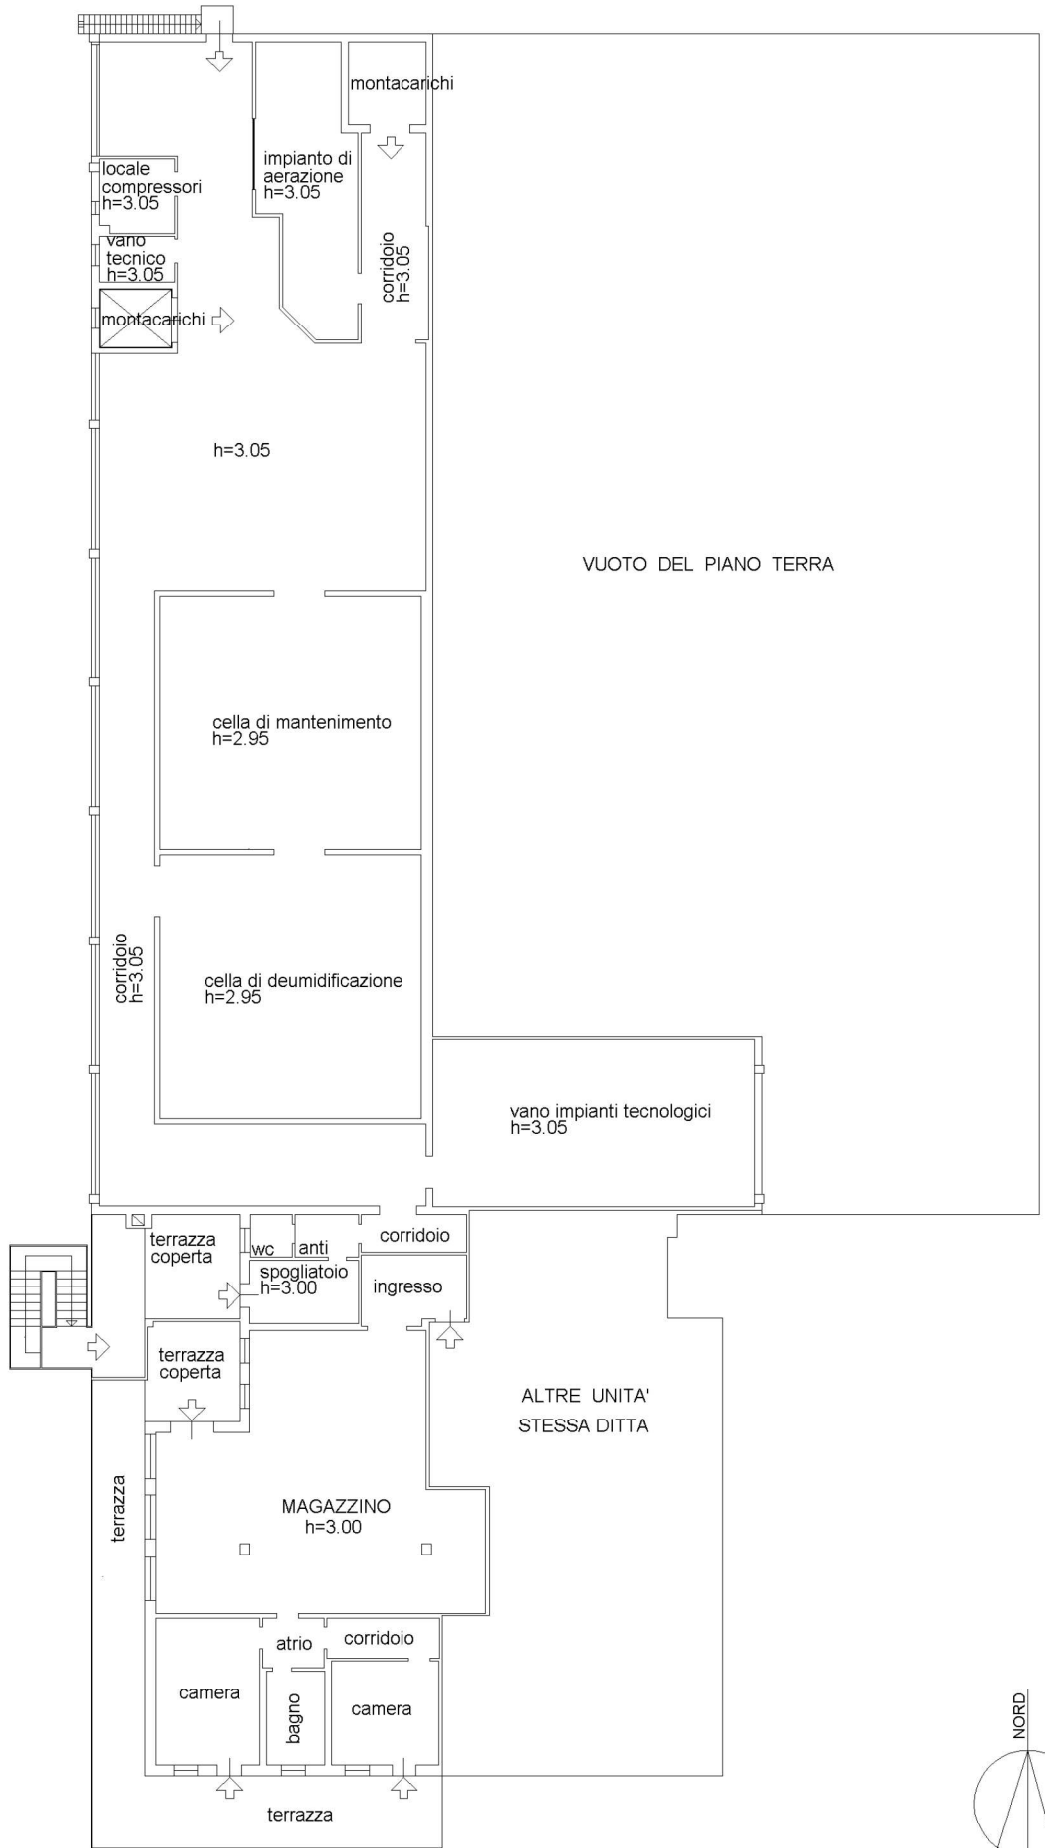 montacarichi
impianto di
aerazione
h=3.05
locale
compressori
h=3.05
corridoio
h=3.05
vano
tecnico
h=3.05
montacarichi
h=3.05
VUOTO DEL PIANO TERRA
cella di mantenimento
h=2.95
corridoio
h=3.05
cella di deumidificazione
h=2.95
vano impianti tecnologici
h=3.05
terrazza
coperta
wc
anti
corridoio
spogliatoio
h=3.00
ingresso
terrazza
coperta
ALTRE UNITA'
STESSA DITTA
terrazza
MAGAZZINO
h=3.00
atrio
corridoio
camera
bagno
camera
NORD
terrazza